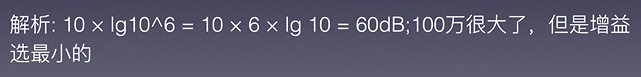 解析: 10 × lg10^6 = 10 × 6 × lg 10 = 60dB;100万很大了，但是增益
选最小的